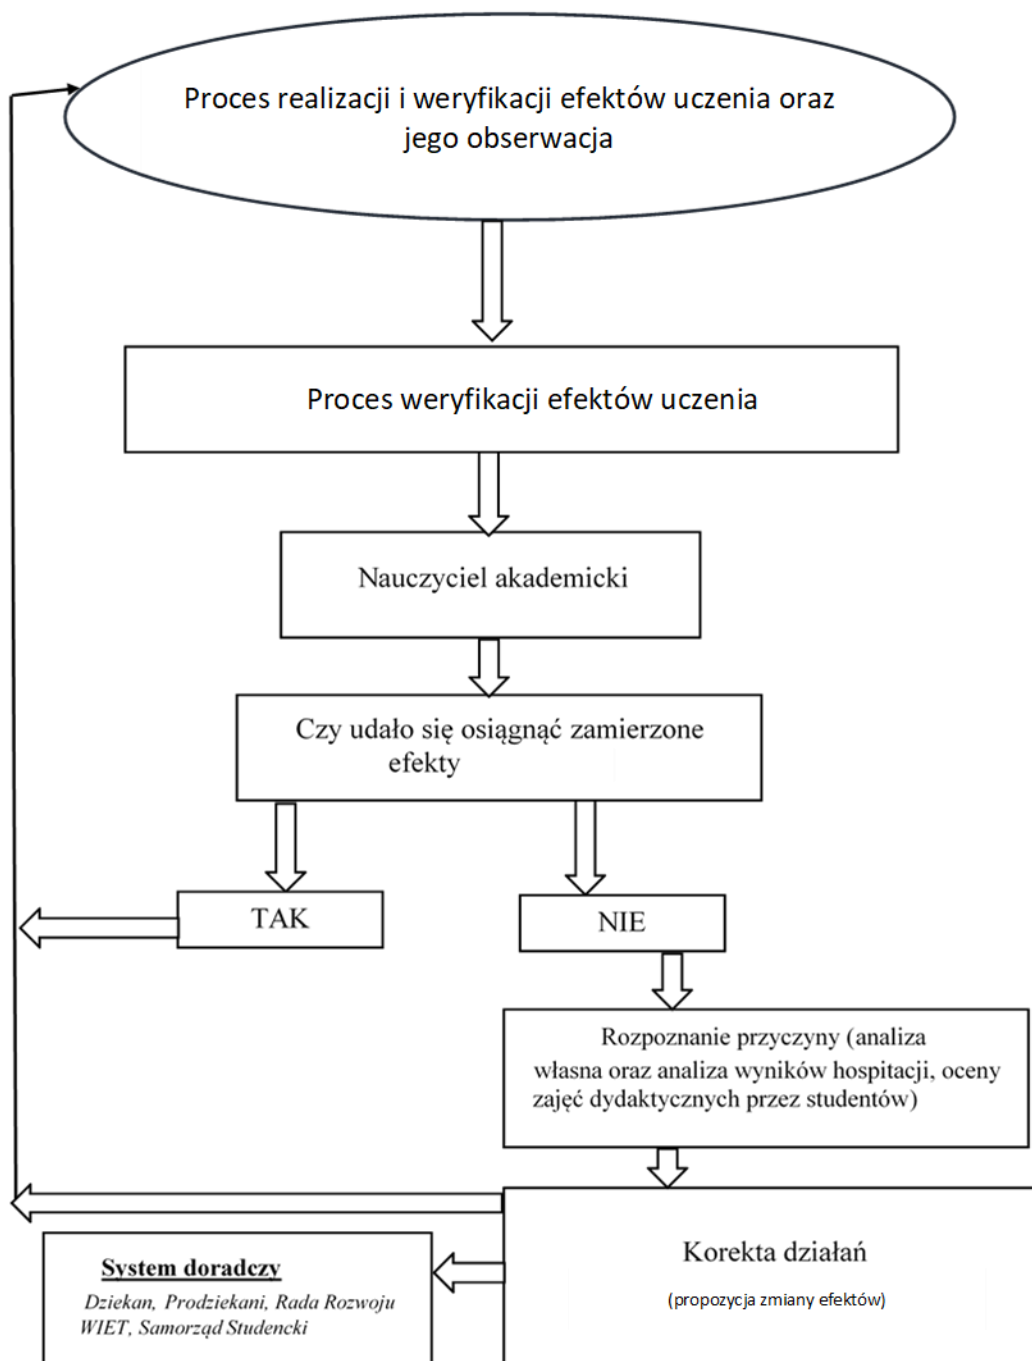 Proces realizacji i weryfikacji efektów uczenia oraz
jego obserwacja
Proces weryfikacji efektów uczenia
Nauczyciel akademicki
Czy udało się osiągnąć zamierzone
efekty
TAK
NIE
Rozpoznanie przyczyny (analiza
własna oraz analiza wyników hospitacji, oceny
zajęć dydaktycznych przez studentów)
Korekta działań
(propozycja zmiany efektów)
System doradczy
Dziekan, Prodziekani, Rada Rozwoju
WIET, Samorząd Studencki